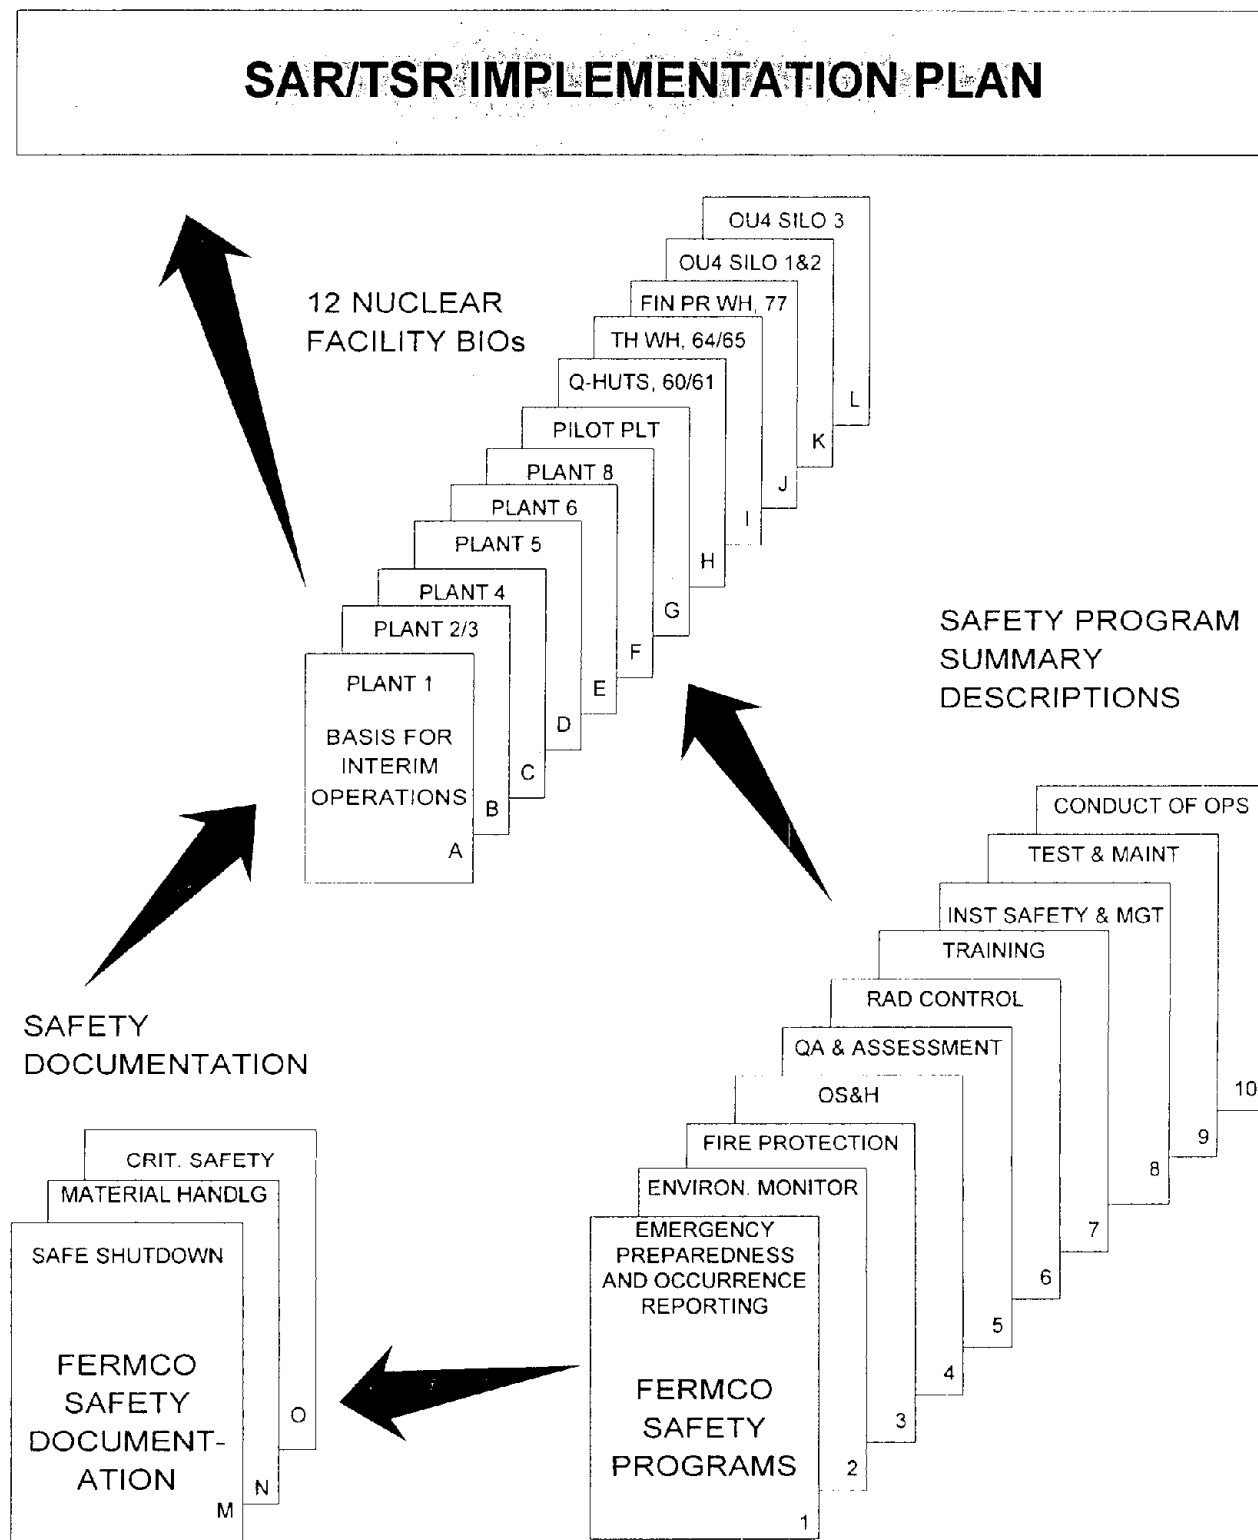 SAR/TSR IMPLEMENTATION PLAN
12 NUCLEAR
FACILITY BIOs
OU4 SILO 3
L
OU4 SILO 1&2
K
FIN PR WH, 77
J
TH WH, 64/65
I
Q-HUTS, 60/61
H
PILOT PLT
G
PLANT 8
F
PLANT 6
E
PLANT 5
D
PLANT 4
C
PLANT 2/3
B
PLANT 1
BASIS FOR
INTERIM
OPERATIONS
A
SAFETY PROGRAM
SUMMARY
DESCRIPTIONS
CONDUCT OF OPS
10
TEST & MAINT
9
INST SAFETY & MGT
8
TRAINING
7
RAD CONTROL
6
QA & ASSESSMENT
5
OS&H
4
FIRE PROTECTION
3
ENVIRON. MONITOR
2
EMERGENCY
PREPAREDNESS
AND OCCURRENCE
REPORTING
FERMCO
SAFETY
PROGRAMS
1
SAFETY
DOCUMENTATION
CRIT. SAFETY
O
MATERIAL HANDLG
N
SAFE SHUTDOWN
FERMCO
SAFETY
DOCUMENT-
ATION
M